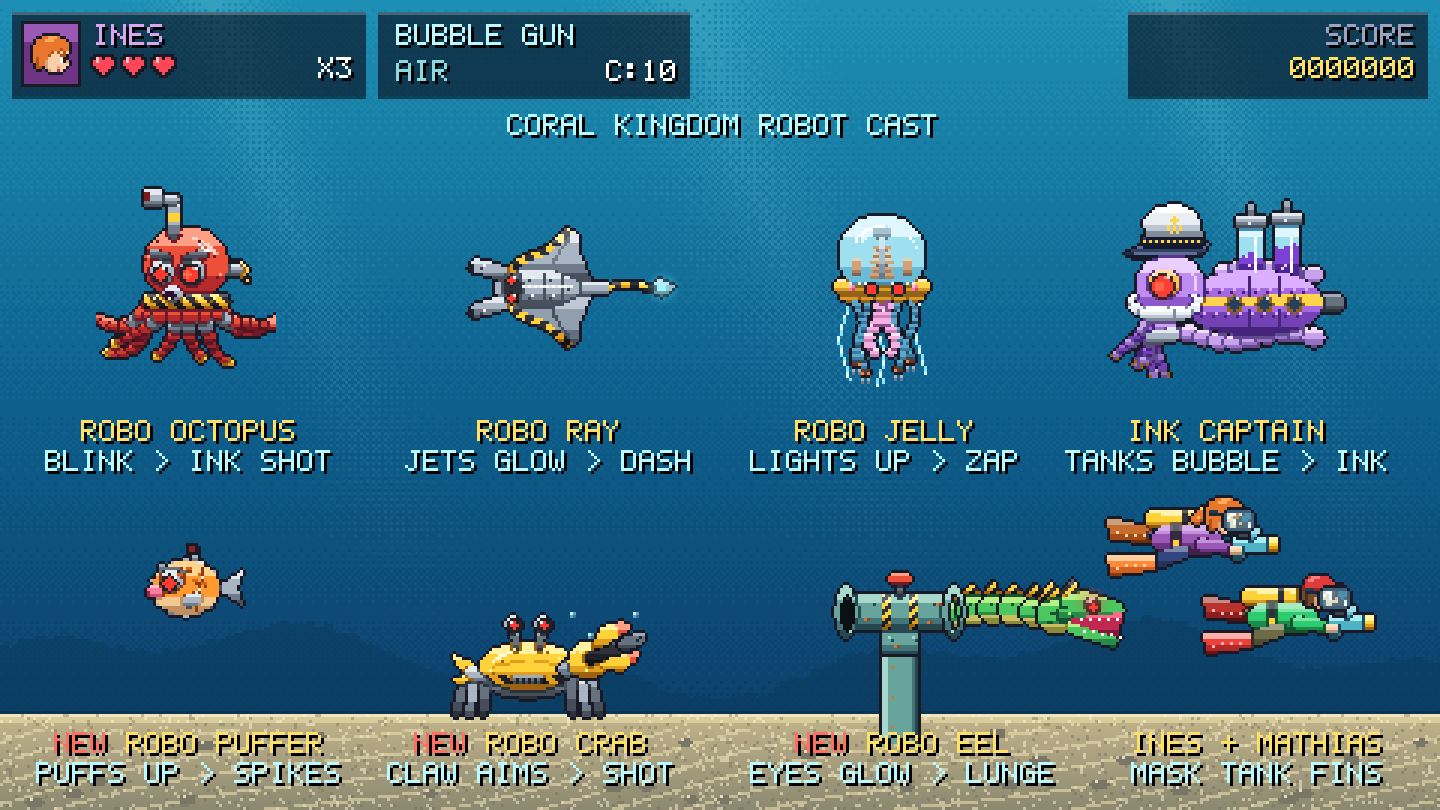 INES
X3
BUBBLE GUN
AIR C:10
SCORE
0000000
CORAL KINGDOM ROBOT CAST
ROBO OCTOPUS
BLINK > INK SHOT
ROBO RAY
JETS GLOW > DASH
ROBO JELLY
LIGHTS UP > ZAP
INK CAPTAIN
TANKS BUBBLE > INK
NEW ROBO PUFFER
PUFFS UP > SPIKES
NEW ROBO CRAB
CLAW AIMS > SHOT
NEW ROBO EEL
EYES GLOW > LUNGE
INES + MATHIAS
MASK TANK FINS